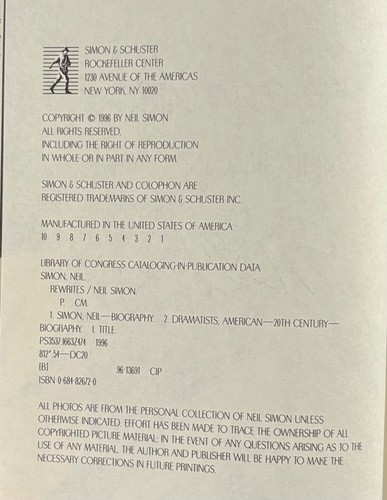 SIMON & SCHUSTER
ROCKEFELLER CENTER
1230 AVENUE OF THE AMERICAS
NEW YORK, NY 10020
COPYRIGHT © 1996 BY NEIL SIMON
ALL RIGHTS RESERVED,
INCLUDING THE RIGHT OF REPRODUCTION
IN WHOLE OR IN PART IN ANY FORM.
SIMON & SCHUSTER AND COLOPHON ARE
REGISTERED TRADEMARKS OF SIMON & SCHUSTER INC.
MANUFACTURED IN THE UNITED STATES OF AMERICA
10 9 8 7 6 5 4 3 2 1
LIBRARY OF CONGRESS CATALOGING-IN-PUBLICATION DATA
SIMON, NEIL.
REWRITES / NEIL SIMON.
P. CM.
1. SIMON, NEIL—BIOGRAPHY. 2. DRAMATISTS, AMERICAN—20TH CENTURY—
BIOGRAPHY. I. TITLE.
PS3537.I663Z474 1996
812'.54—DC20
[B] 96-13691 CIP
ISBN 0-684-82672-0
ALL PHOTOS ARE FROM THE PERSONAL COLLECTION OF NEIL SIMON UNLESS
OTHERWISE INDICATED. EFFORT HAS BEEN MADE TO TRACE THE OWNERSHIP OF ALL
COPYRIGHTED PICTURE MATERIAL; IN THE EVENT OF ANY QUESTIONS ARISING AS TO THE
USE OF ANY MATERIAL, THE AUTHOR AND PUBLISHER WILL BE HAPPY TO MAKE THE
NECESSARY CORRECTIONS IN FUTURE PRINTINGS.